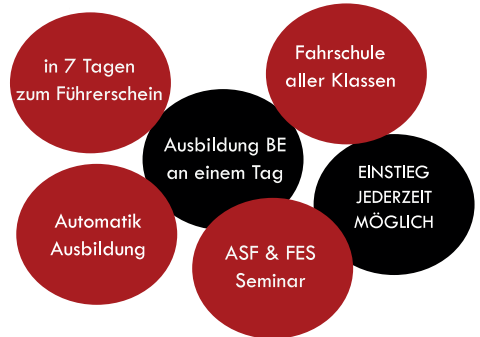 in 7 Tagen
zum Führerschein
Fahrschule
aller Klassen
Ausbildung BE
an einem Tag
EINSTIEG
JEDERZEIT
MÖGLICH
Automatik
Ausbildung
ASF & FES
Seminar